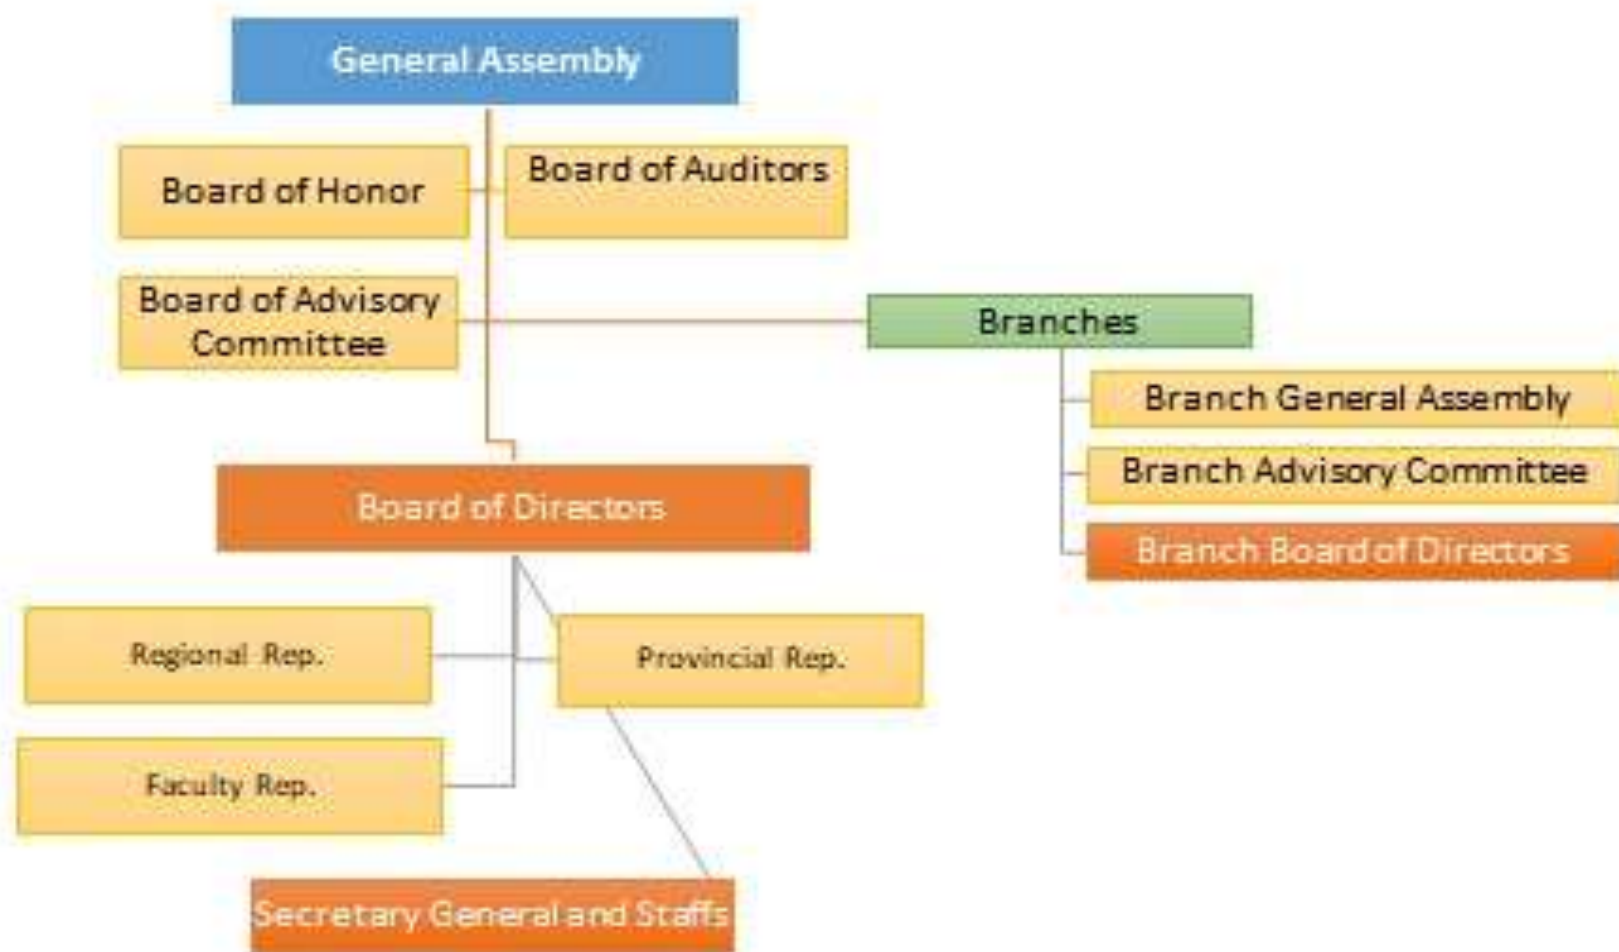 General Assembly
Board of Honor
Board of Auditors
Board of Advisory
Committee
Branches
Branch General Assembly
Branch Advisory Committee
Branch Board of Directors
Board of Directors
Regional Rep.
Provincial Rep.
Faculty Rep.
Secretary General and Staffs